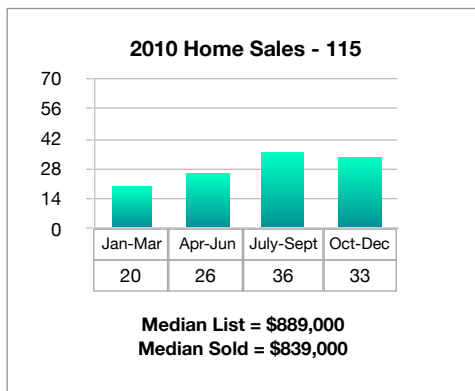 2010 Home Sales - 115
70
56
42
28
14
0
Jan-Mar Apr-Jun July-Sept Oct-Dec
20 26 36 33
Median List = $889,000
Median Sold = $839,000